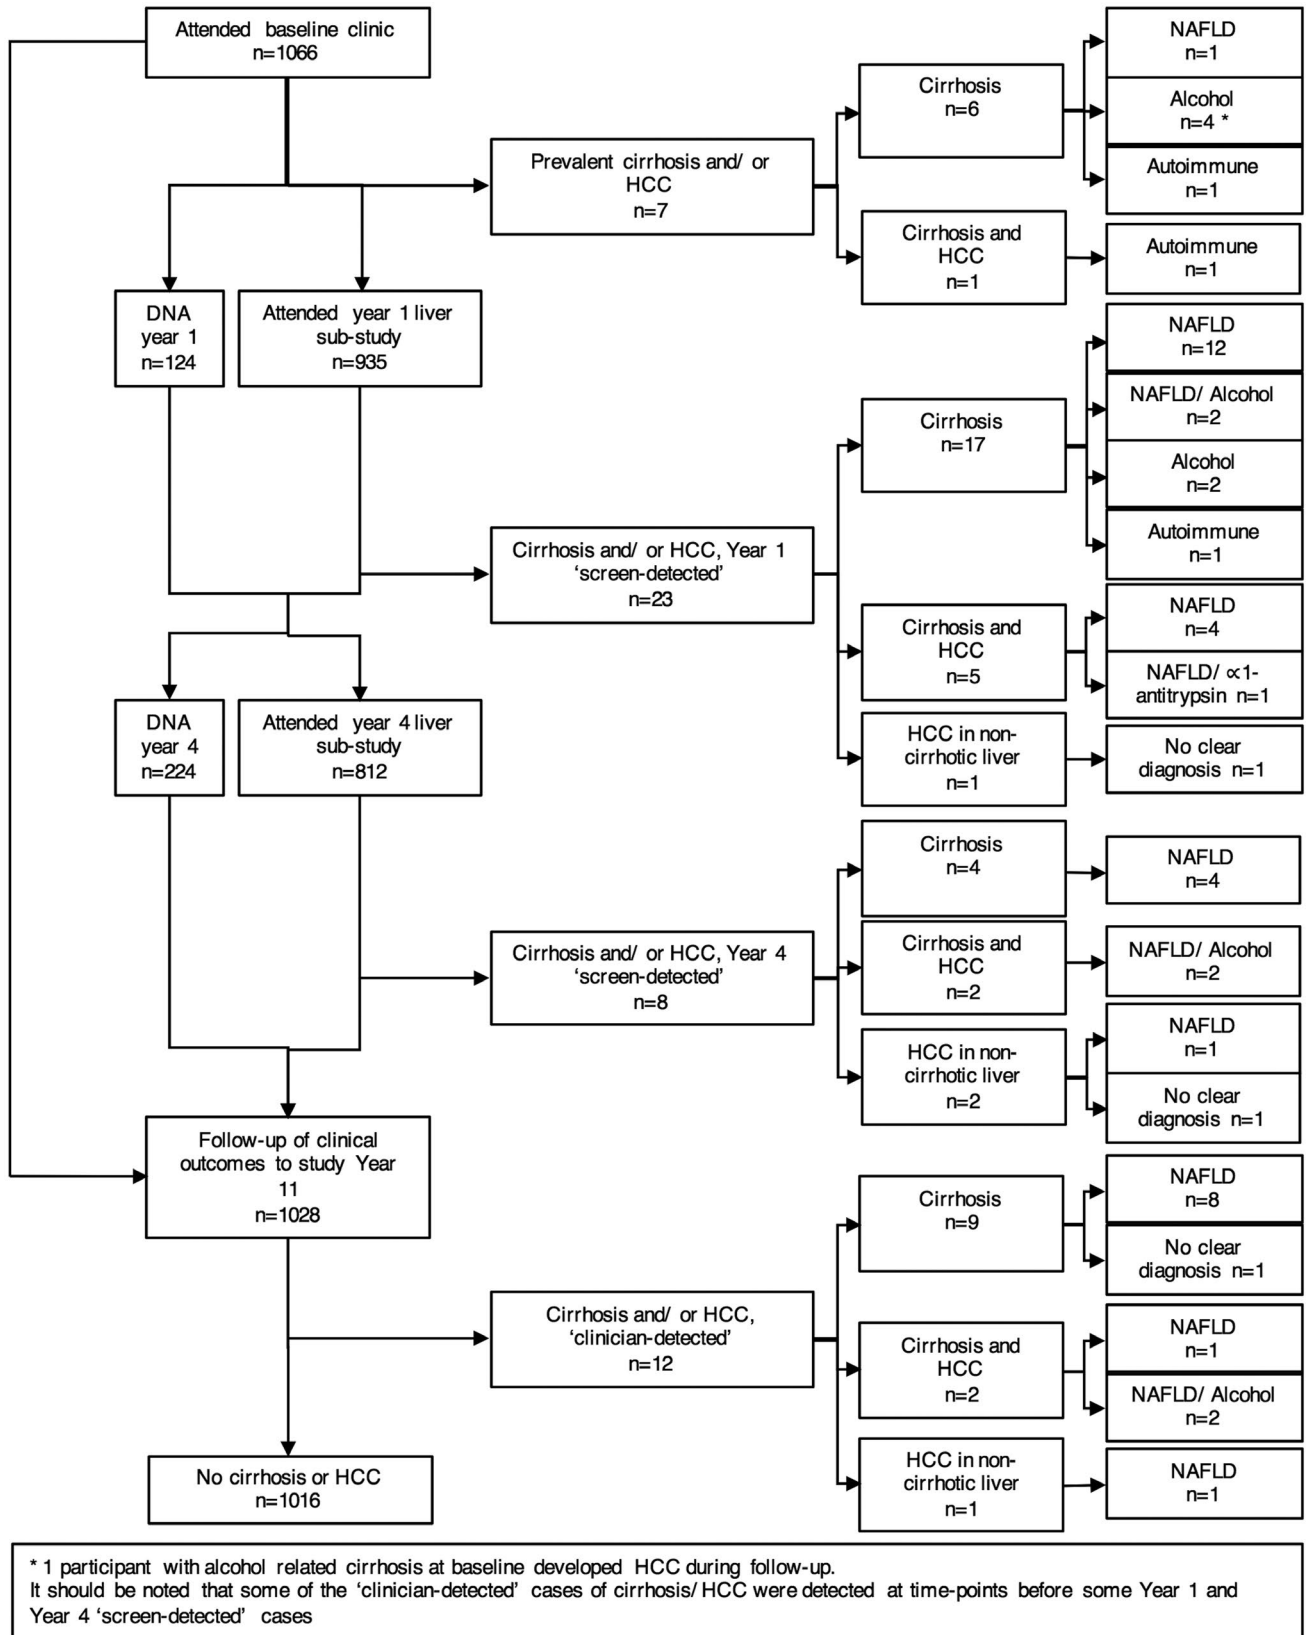 Attended baseline clinic
n=1066
Prevalent cirrhosis and/ or
HCC
n=7
Cirrhosis
n=6
NAFLD
n=1
Alcohol
n=4 *
Autoimmune
n=1
Cirrhosis and
HCC
n=1
Autoimmune
n=1
DNA
year 1
n=124
Attended year 1 liver
sub-study
n=935
Cirrhosis and/ or HCC, Year 1
‘screen-detected’
n=23
Cirrhosis
n=17
NAFLD
n=12
NAFLD/ Alcohol
n=2
Alcohol
n=2
Autoimmune
n=1
Cirrhosis and
HCC
n=5
NAFLD
n=4
NAFLD/ ∝1-
antitrypsin n=1
HCC in non-
cirrhotic liver
n=1
No clear
diagnosis n=1
DNA
year 4
n=224
Attended year 4 liver
sub-study
n=812
Cirrhosis and/ or HCC, Year 4
‘screen-detected’
n=8
Cirrhosis
n=4
NAFLD
n=4
Cirrhosis and
HCC
n=2
NAFLD/ Alcohol
n=2
HCC in non-
cirrhotic liver
n=2
NAFLD
n=1
No clear
diagnosis n=1
Follow-up of clinical
outcomes to study Year
11
n=1028
Cirrhosis and/ or HCC,
‘clinician-detected’
n=12
Cirrhosis
n=9
NAFLD
n=8
No clear
diagnosis n=1
Cirrhosis and
HCC
n=2
NAFLD
n=1
NAFLD/ Alcohol
n=2
HCC in non-
cirrhotic liver
n=1
NAFLD
n=1
No cirrhosis or HCC
n=1016
* 1 participant with alcohol related cirrhosis at baseline developed HCC during follow-up.
It should be noted that some of the ‘clinician-detected’ cases of cirrhosis/ HCC were detected at time-points before some Year 1 and
Year 4 ‘screen-detected’ cases